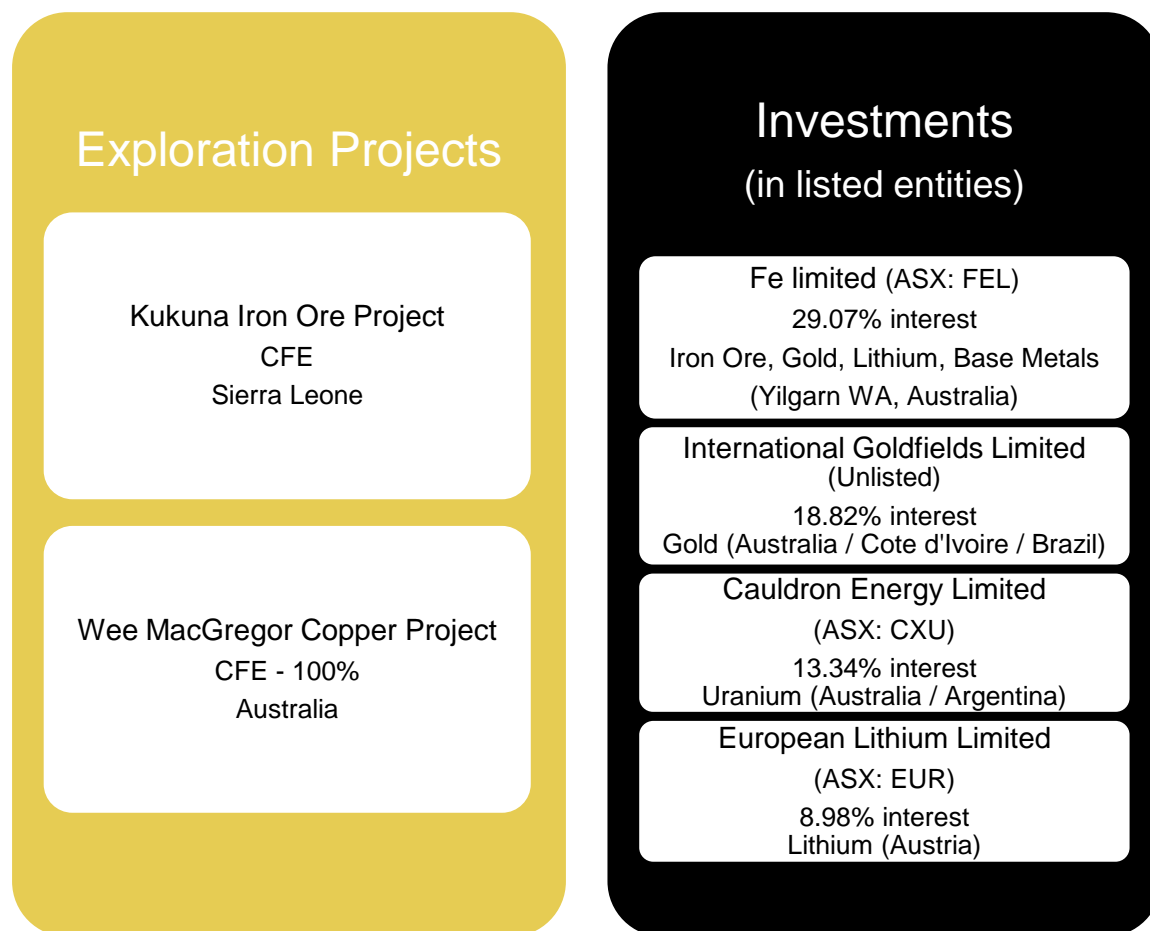 Exploration Projects
Kukuna Iron Ore Project
CFE
Sierra Leone
Wee MacGregor Copper Project
CFE - 100%
Australia
Investments
(in listed entities)
Fe limited (ASX: FEL)
29.07% interest
Iron Ore, Gold, Lithium, Base Metals
(Yilgarn WA, Australia)
International Goldfields Limited
(Unlisted)
18.82% interest
Gold (Australia / Cote d'Ivoire / Brazil)
Cauldron Energy Limited
(ASX: CXU)
13.34% interest
Uranium (Australia / Argentina)
European Lithium Limited
(ASX: EUR)
8.98% interest
Lithium (Austria)